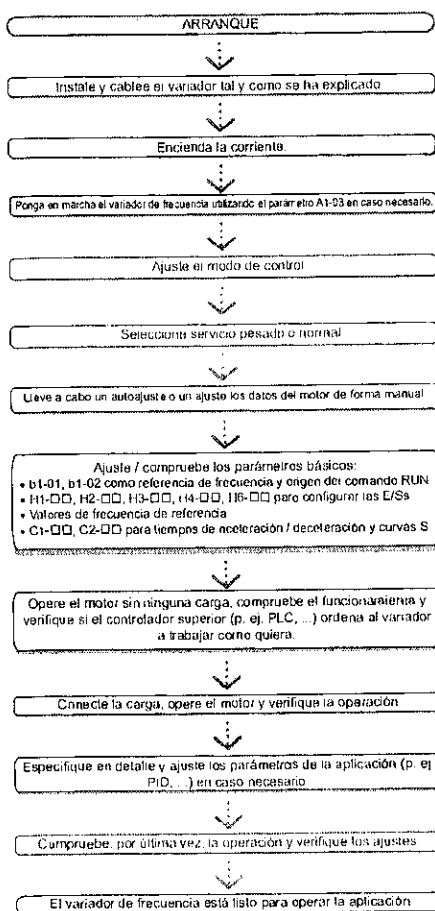 ARRANQUE
Instale y cablee el variador tal y como se ha explicado
Encienda la corriente.
Ponga en marcha el variador de frecuencia utilizando el parámetro A1-03 en caso necesario.
Ajuste el modo de control
Seleccione servicio pesado o normal
Lleve a cabo un autoajuste o un ajuste los datos del motor de forma manual
Ajuste / compruebe los parámetros básicos:
• b1-01, b1-02 como referencia de frecuencia y origen del comando RUN
• H1-□□, H2-□□, H3-□□, H4-□□, H6-□□ para configurar las E/Ss
• Valores de frecuencia de referencia
• C1-□□, C2-□□ para tiempos de aceleración / deceleración y curvas S
Opere el motor sin ninguna carga, compruebe el funcionamiento y
verifique si el controlador superior (p. ej. PLC, ...) ordena al variador
a trabajar como quiera.
Conecte la carga, opere el motor y verifique la operación
Especifique en detalle y ajuste los parámetros de la aplicación (p. ej
PID, ...) en caso necesario
Compruebe, por última vez, la operación y verifique los ajustes
El variador de frecuencia está listo para operar la aplicación